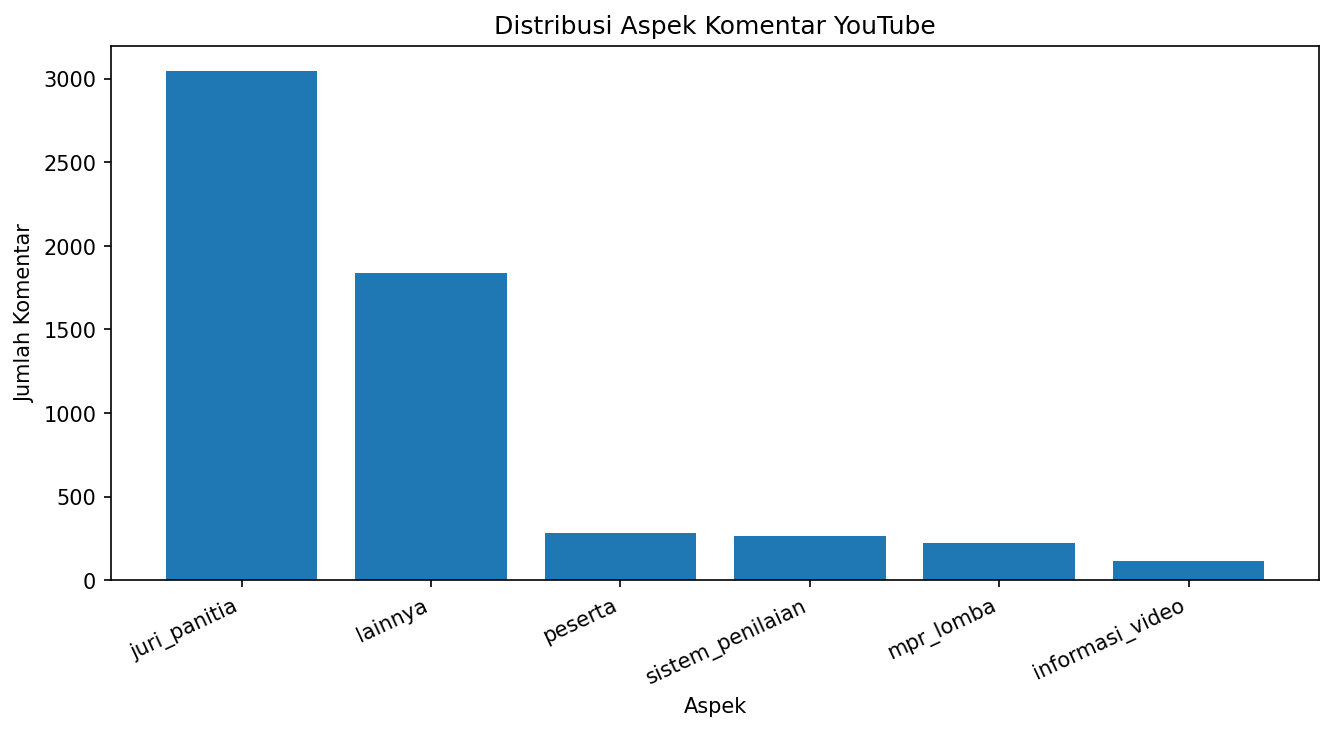 Distribusi Aspek Komentar YouTube
Jumlah Komentar
3000
2500
2000
1500
1000
500
0
juri_panitia
lainnya
peserta
sistem_penilaian
mpr_lomba
informasi_video
Aspek